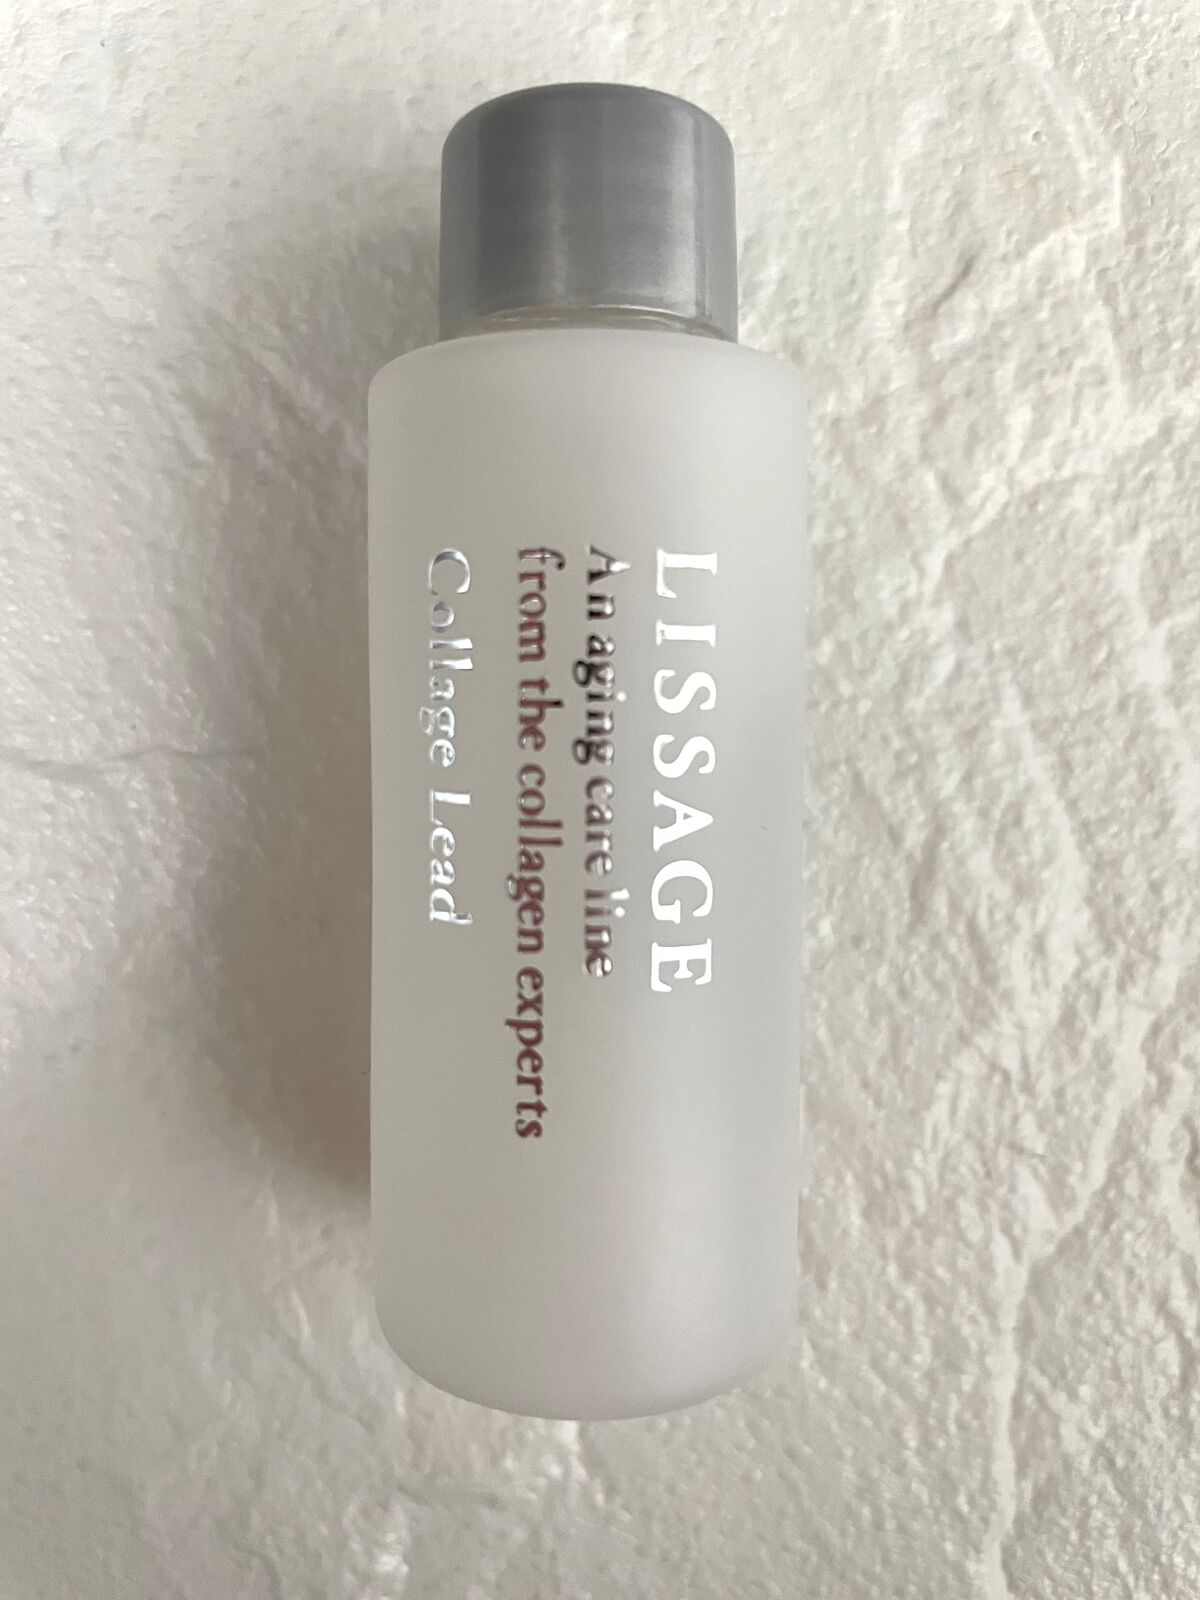 LISSAGE
An aging care line
from the collagen experts
Collage Lead